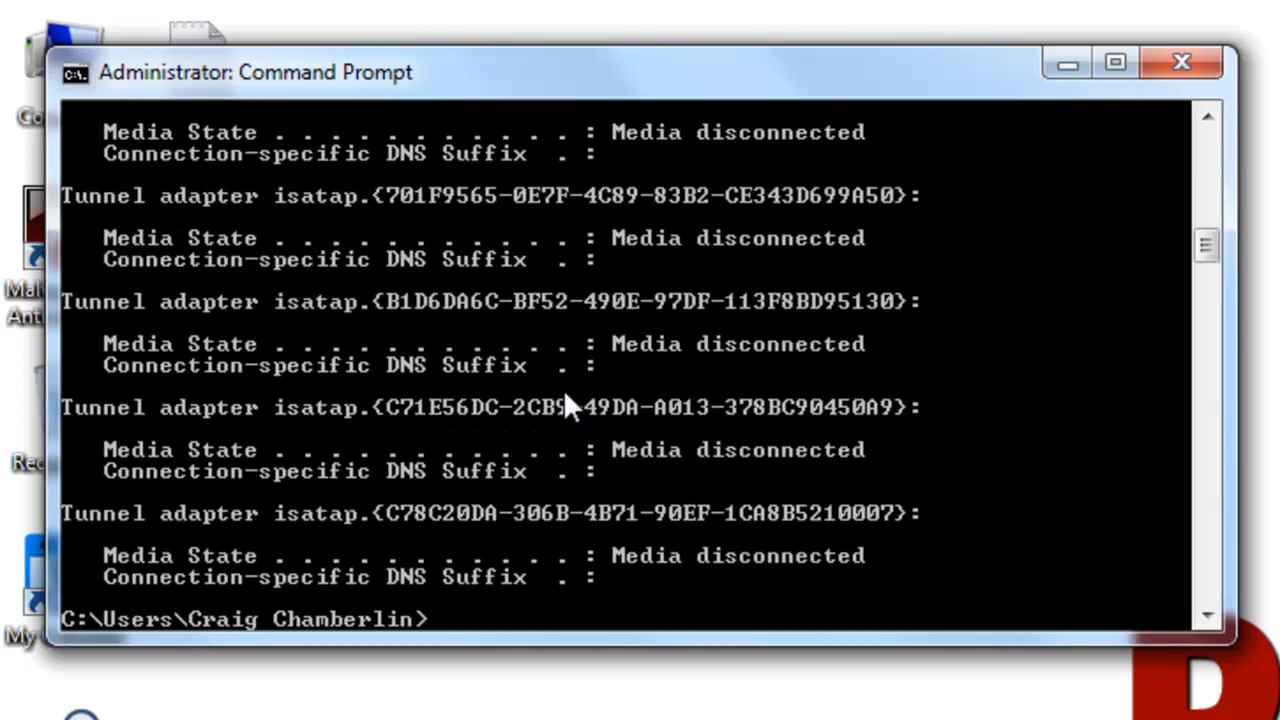 Administrator: Command Prompt
Media State . . . . . . . . . . . : Media disconnected
Connection-specific DNS Suffix  . :
Tunnel adapter isatap.{701F9565-0E7F-4C89-83B2-CE343D699A50}:
Media State . . . . . . . . . . . : Media disconnected
Connection-specific DNS Suffix  . :
Tunnel adapter isatap.{B1D6DA6C-BF52-490E-97DF-113F8BD95130}:
Media State . . . . . . . . . . . : Media disconnected
Connection-specific DNS Suffix  . :
Tunnel adapter isatap.{C71E56DC-2CB9-49DA-A013-378BC90450A9}:
Media State . . . . . . . . . . . : Media disconnected
Connection-specific DNS Suffix  . :
Tunnel adapter isatap.{C78C20DA-306B-4B71-90EF-1CA8B5210007}:
Media State . . . . . . . . . . . : Media disconnected
Connection-specific DNS Suffix  . :
C:\Users\Craig Chamberlin>
My